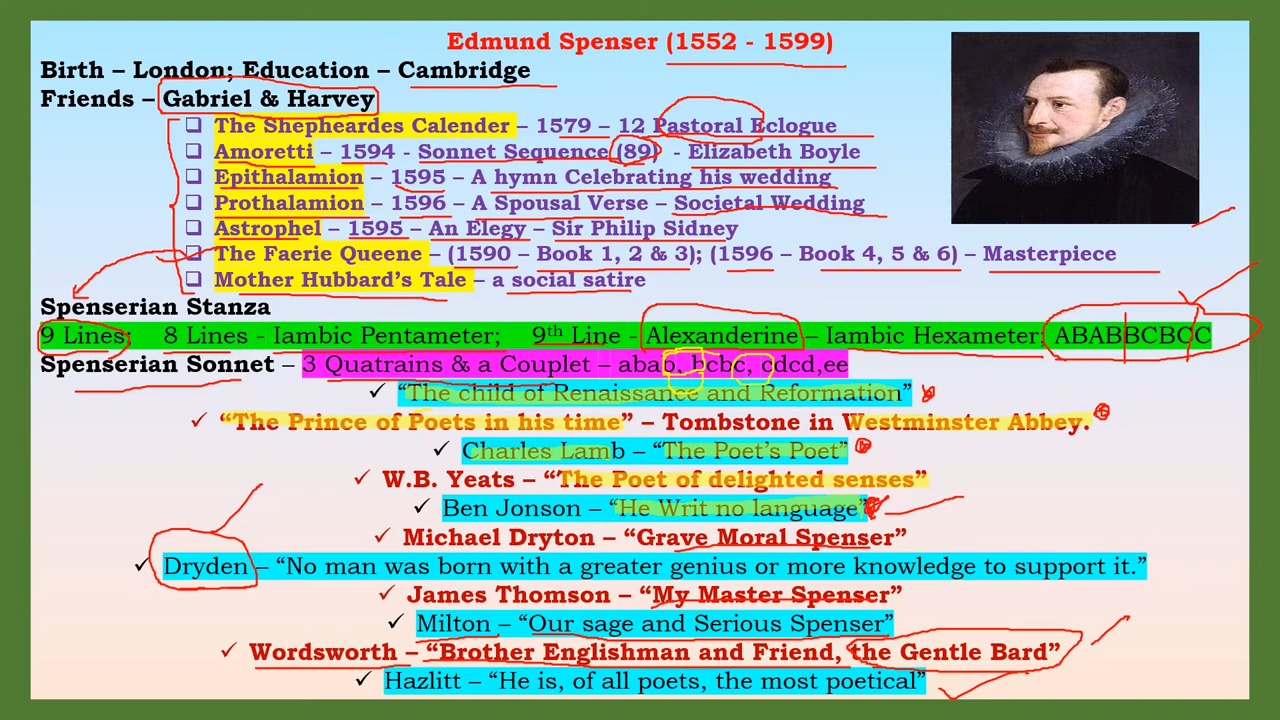 Edmund Spenser (1552 - 1599)
Birth – London; Education – Cambridge
Friends – Gabriel & Harvey
❑ The Shepheardes Calender – 1579 – 12 Pastoral Eclogue
❑ Amoretti – 1594 - Sonnet Sequence (89) - Elizabeth Boyle
❑ Epithalamion – 1595 – A hymn Celebrating his wedding
❑ Prothalamion – 1596 – A Spousal Verse – Societal Wedding
❑ Astrophel – 1595 – An Elegy – Sir Philip Sidney
❑ The Faerie Queene – (1590 – Book 1, 2 & 3); (1596 – Book 4, 5 & 6) – Masterpiece
❑ Mother Hubbard’s Tale – a social satire
Spenserian Stanza
9 Lines; 8 Lines - Iambic Pentameter; 9th Line - Alexanderine – Iambic Hexameter; ABABBCBCC
Spenserian Sonnet – 3 Quatrains & a Couplet – abab, bcbc, cdcd,ee
✓ “The child of Renaissance and Reformation”
✓ “The Prince of Poets in his time” – Tombstone in Westminster Abbey.
✓ Charles Lamb – “The Poet’s Poet”
✓ W.B. Yeats – “The Poet of delighted senses”
✓ Ben Jonson – “He Writ no language”
✓ Michael Dryton – “Grave Moral Spenser”
✓ Dryden – “No man was born with a greater genius or more knowledge to support it.”
✓ James Thomson – “My Master Spenser”
✓ Milton – “Our sage and Serious Spenser”
✓ Wordsworth – “Brother Englishman and Friend, the Gentle Bard”
✓ Hazlitt – “He is, of all poets, the most poetical”